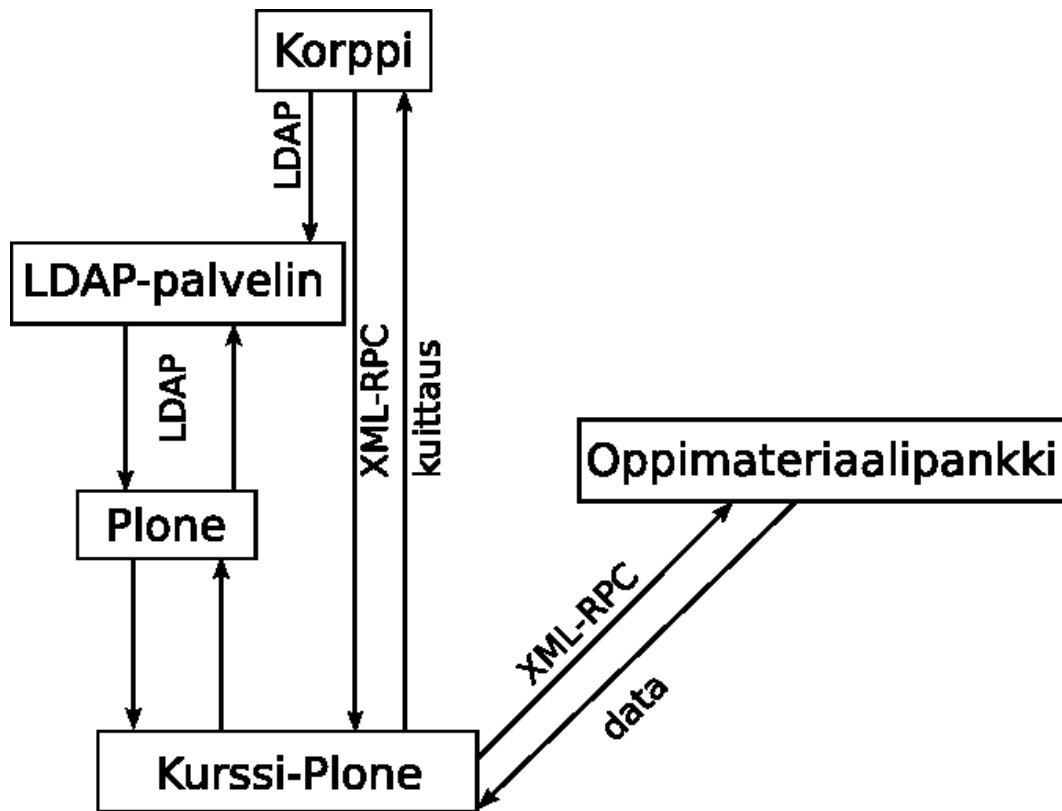 Korppi
LDAP
LDAP-palvelin
LDAP
XML-RPC
kuittaus
Oppimateriaalipankki
Plone
XML-RPC
data
Kurssi-Plone